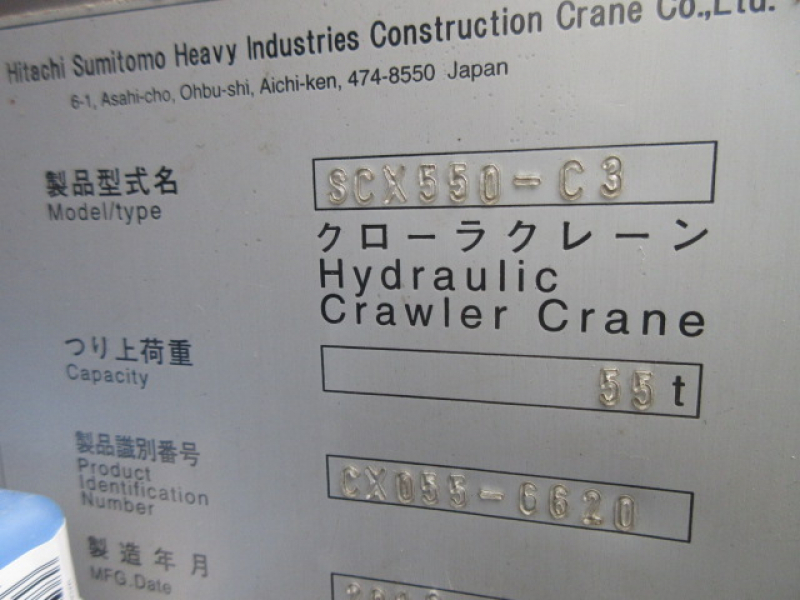 Hitachi Sumitomo Heavy Industries Construction Crane Co.,Ltd.
6-1, Asahi-cho, Ohbu-shi, Aichi-ken, 474-8550 Japan
製品型式名 SCX550-C3
Model/type
クローラクレーン
Hydraulic
Crawler Crane
つり上荷重 55t
Capacity
製品識別番号 CX055-6620
Product
Identification
Number
製造年月
MFG.Date